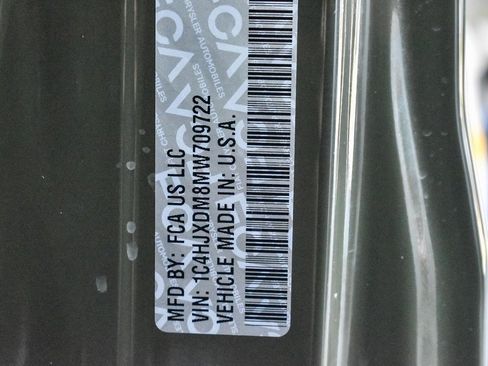 MFD BY: FCA US LLC
VIN: 1C4HJXDM8MW709722
VEHICLE MADE IN: U.S.A.